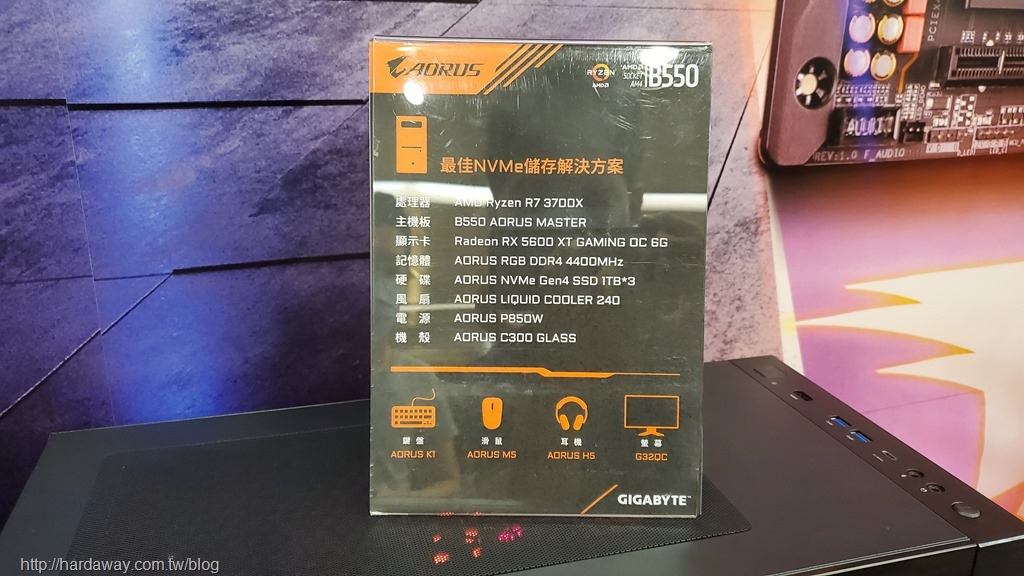 AORUS
RYZEN
AMD
AMD
SOCKET
AM4
B550
最佳NVMe儲存解決方案
處理器 AMD Ryzen R7 3700X
主機板 B550 AORUS MASTER
顯示卡 Radeon RX 5600 XT GAMING OC 6G
記憶體 AORUS RGB DDR4 4400MHz
硬 碟 AORUS NVMe Gen4 SSD 1TB*3
風 扇 AORUS LIQUID COOLER 240
電 源 AORUS P850W
機 殼 AORUS C300 GLASS
鍵盤 滑鼠 耳機 螢幕
AORUS K1 AORUS M5 AORUS H5 G32QC
GIGABYTE™
PCIEX
REV:1.0 F_AUDIO
http://hardaway.com.tw/blog